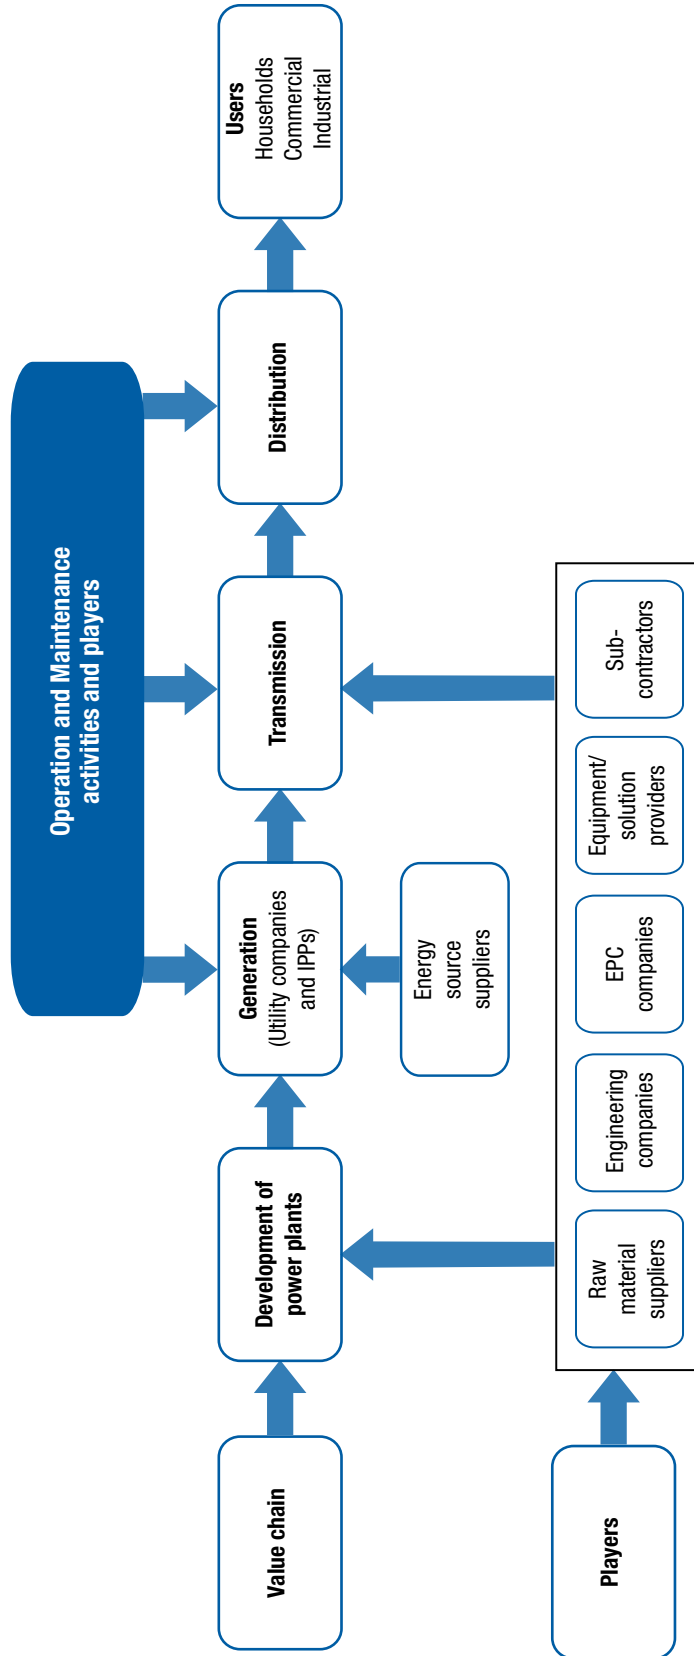 Operation and Maintenance
activities and players
Value chain
Development of
power plants
Generation
(Utility companies
and IPPs)
Transmission
Distribution
Users
Households
Commercial
Industrial
Energy
source
suppliers
Players
Raw
material
suppliers
Engineering
companies
EPC
companies
Equipment/
solution
providers
Sub-
contractors